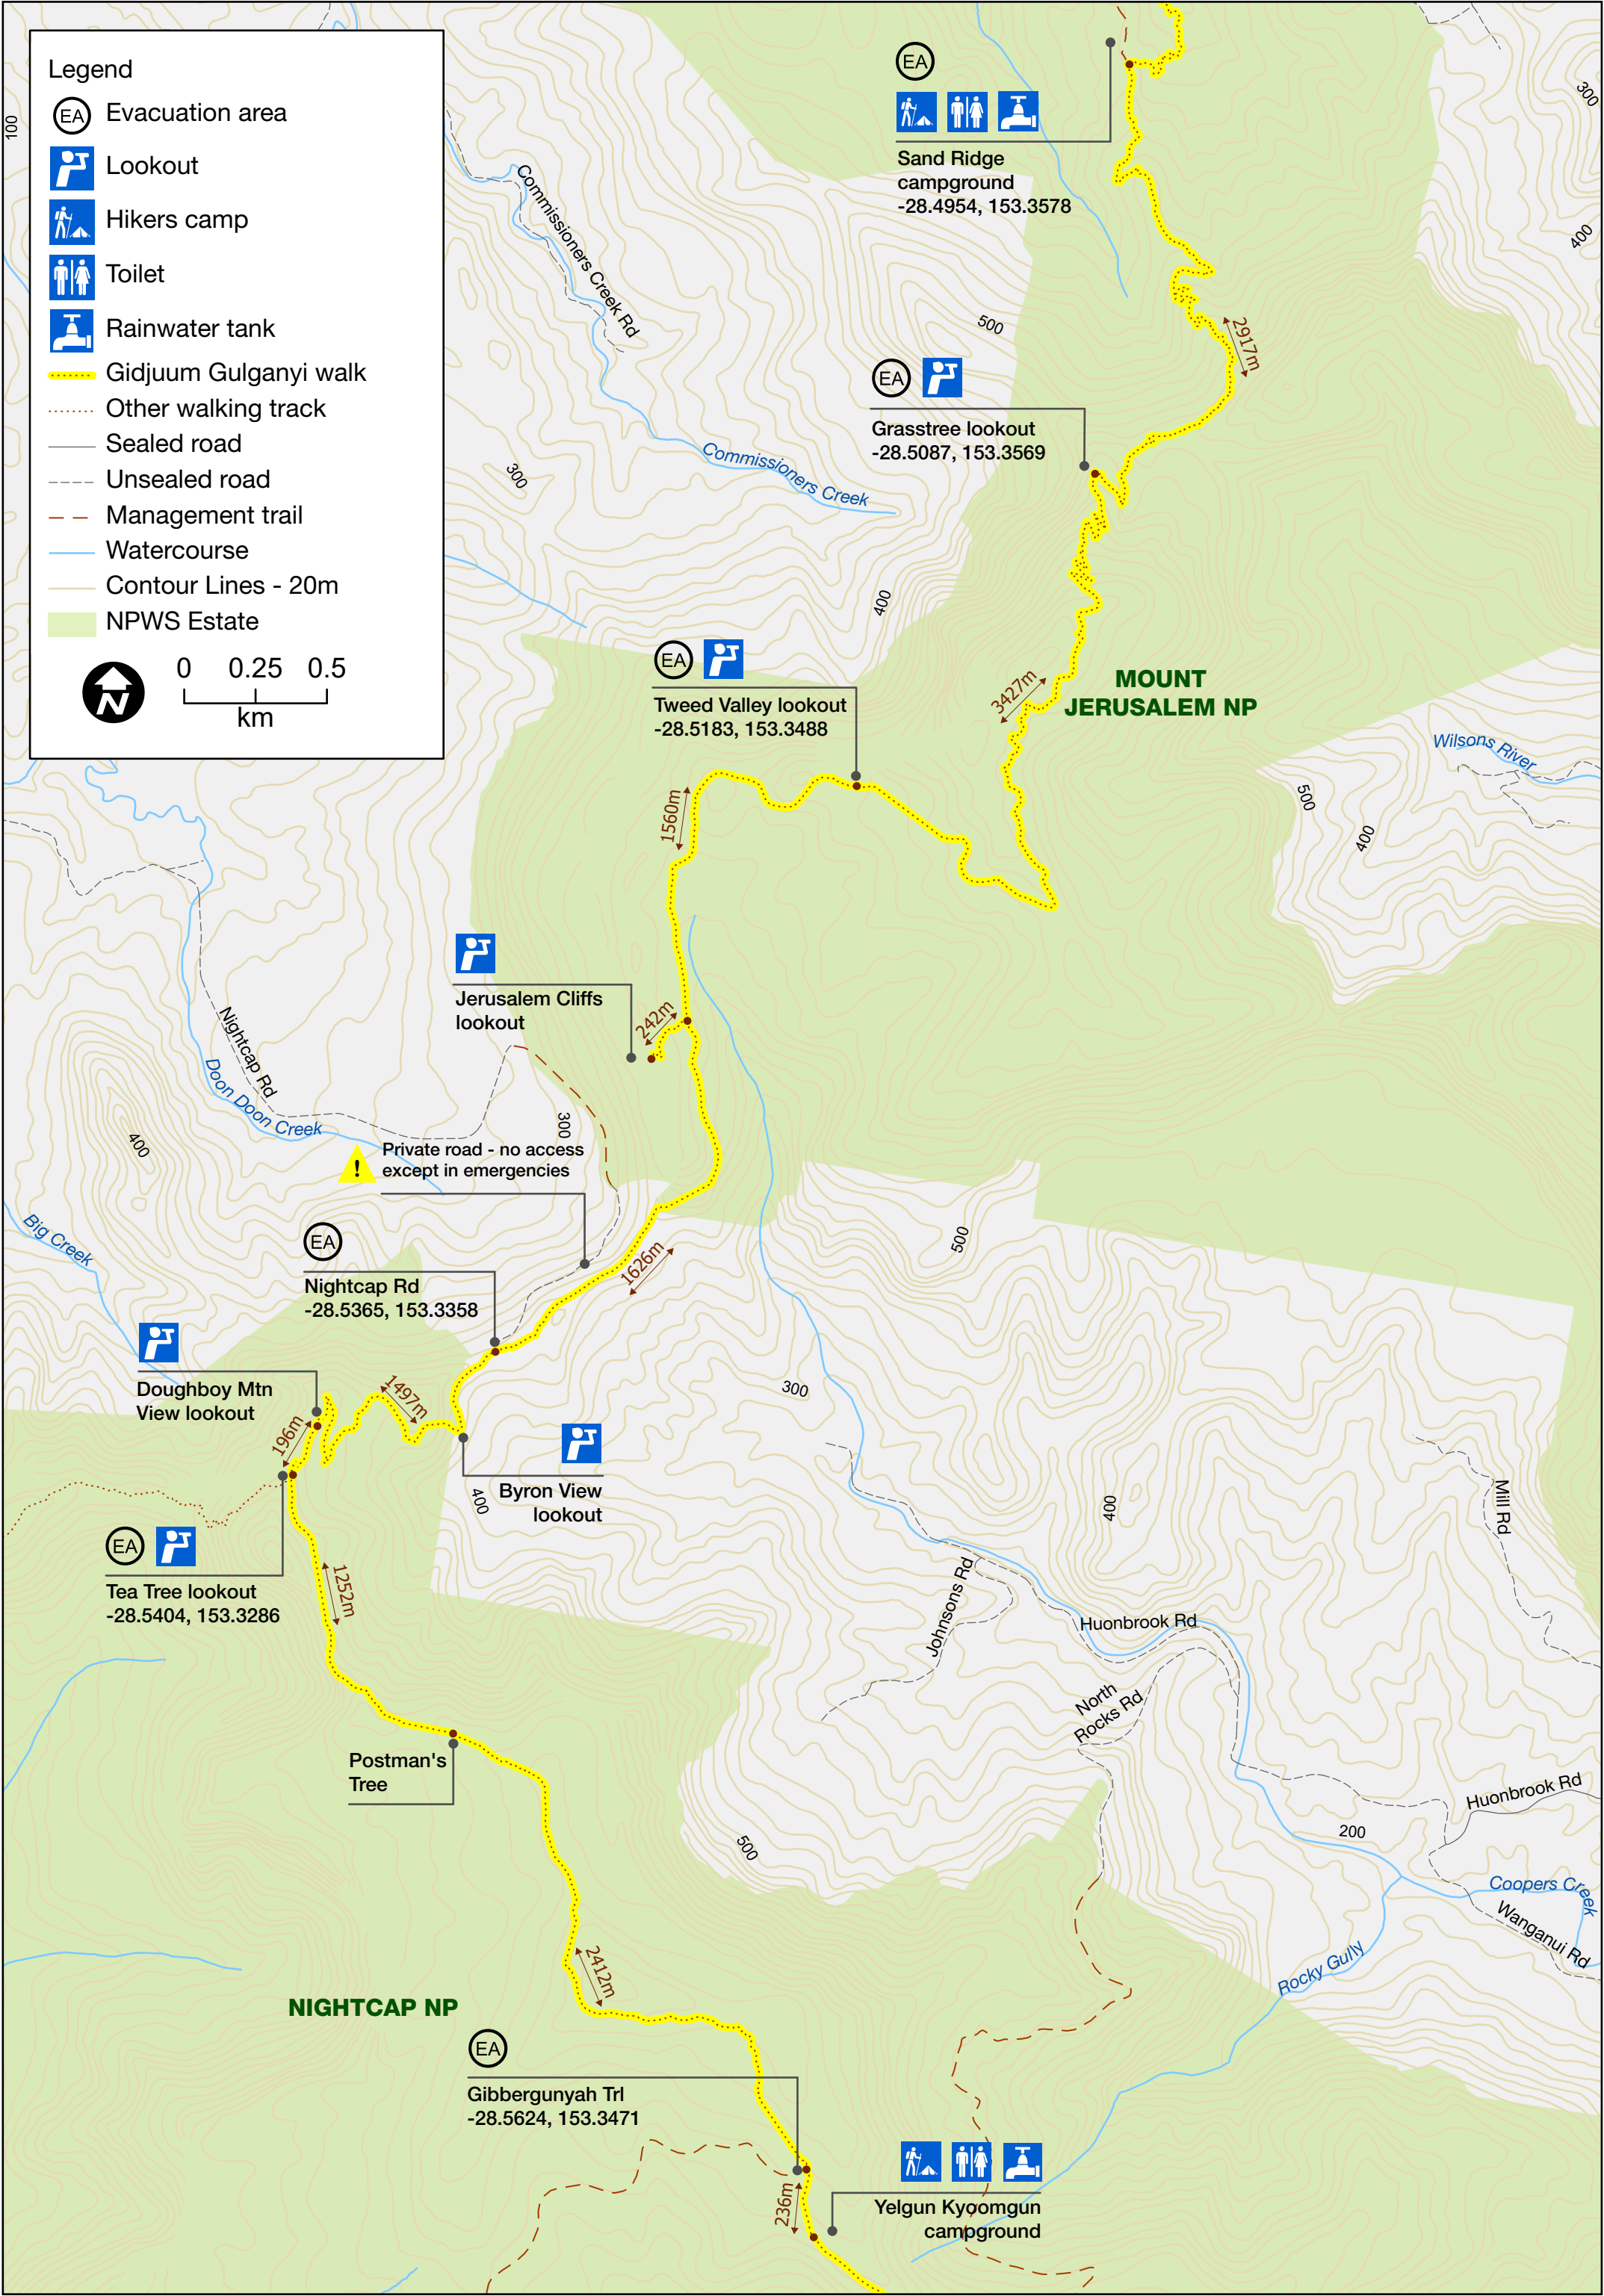 Legend
EA Evacuation area
Lookout
Hikers camp
Toilet
Rainwater tank
Gidjuum Gulganyi walk
Other walking track
Sealed road
Unsealed road
Management trail
Watercourse
Contour Lines - 20m
NPWS Estate
N
0 0.25 0.5
km
100
EA
Sand Ridge
campground
-28.4954, 153.3578
300
400
Commissioners Creek Rd
500
2917m
EA
Grasstree lookout
-28.5087, 153.3569
Commissioners Creek
300
400
EA
Tweed Valley lookout
-28.5183, 153.3488
3427m
MOUNT
JERUSALEM NP
Wilsons River
500
400
1560m
Jerusalem Cliffs
lookout
242m
Nightcap Rd
Doon Doon Creek
400
300
!
Private road - no access
except in emergencies
Big Creek
EA
Nightcap Rd
-28.5365, 153.3358
1626m
500
Doughboy Mtn
View lookout
1497m
300
196m
Byron View
lookout
400
400
Mill Rd
EA
Tea Tree lookout
-28.5404, 153.3286
1252m
Johnsons Rd
Huonbrook Rd
North
Rocks Rd
Postman's
Tree
500
Huonbrook Rd
200
Coopers Creek
Wanganui Rd
Rocky Gully
2412m
NIGHTCAP NP
EA
Gibbergunyah Trl
-28.5624, 153.3471
236m
Yelgun Kyoomgun
campground